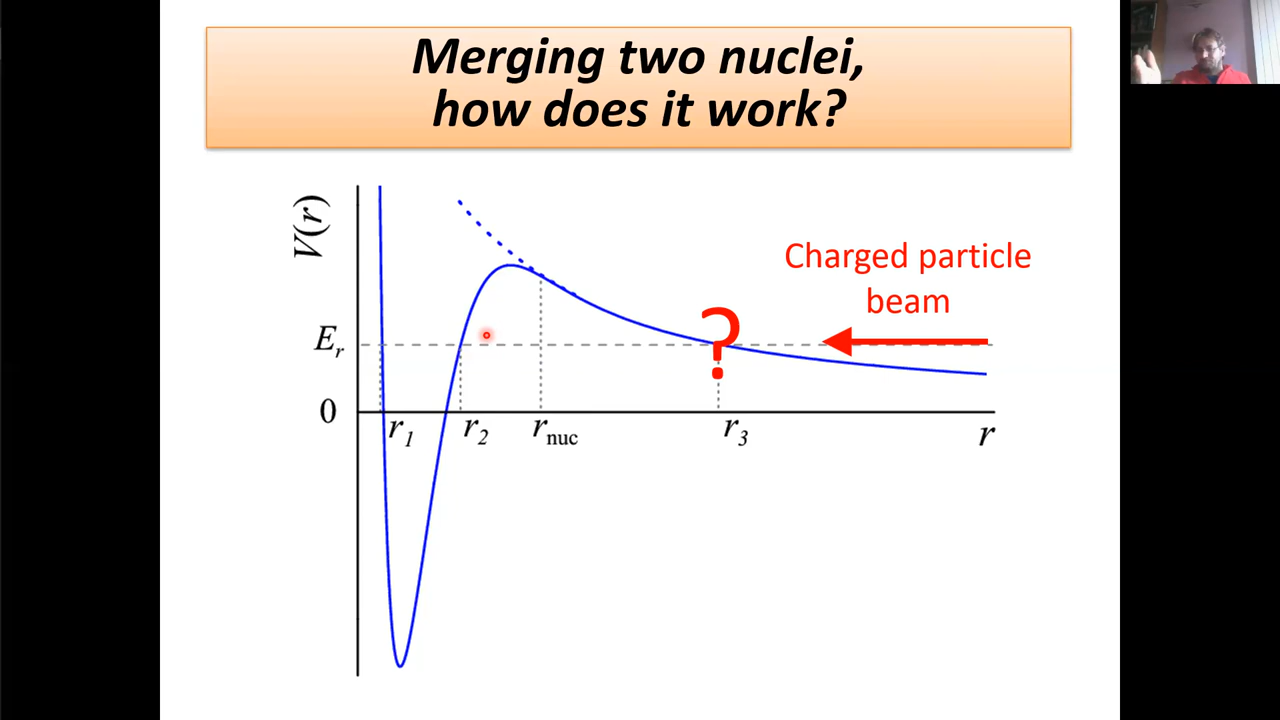 Merging two nuclei,
how does it work?
V(r)
Charged particle
beam
?
E_r
0
r_1
r_2
r_nuc
r_3
r